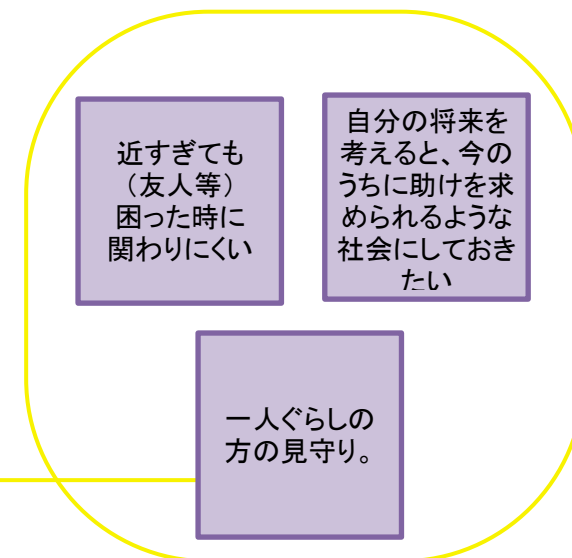 近すぎても
（友人等）
困った時に
関わりにくい
自分の将来を
考えると、今の
うちに助けを求
められるような
社会にしておき
たい
一人ぐらしの
方の見守り。